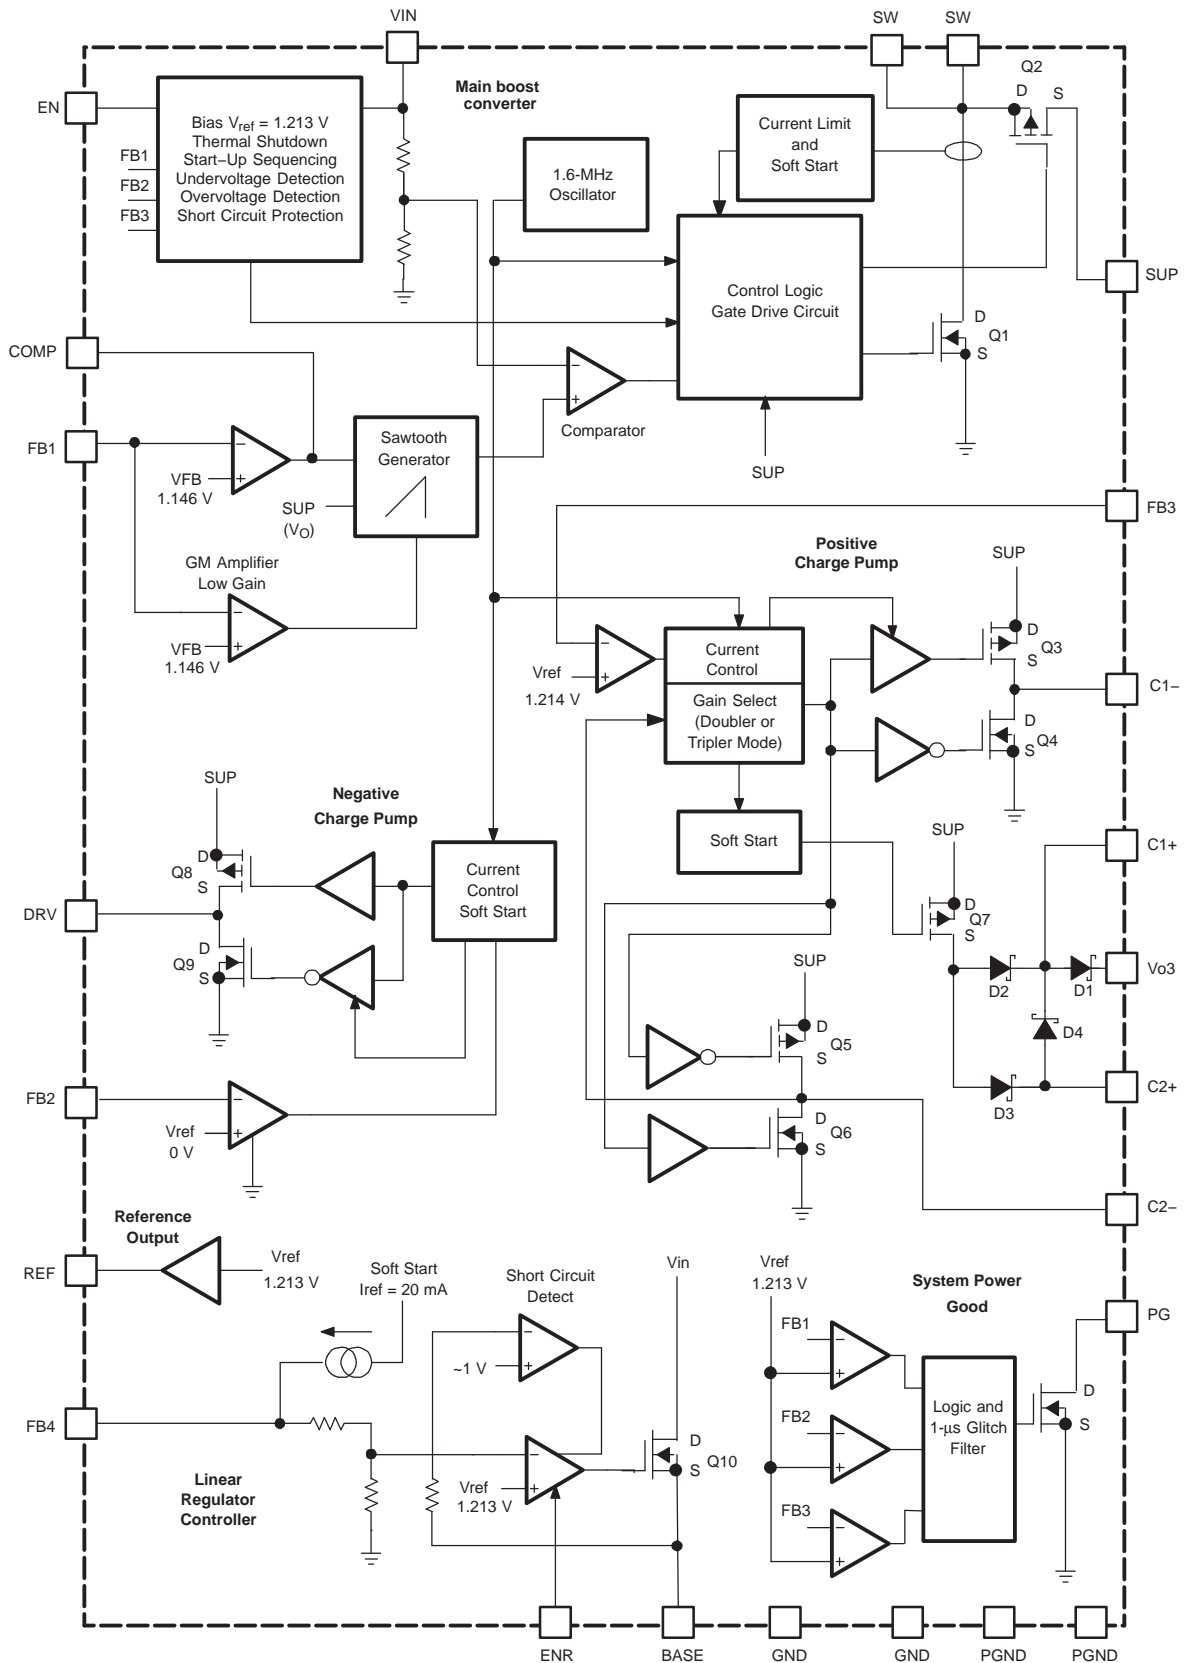 VIN
SW
SW
Q2
D
S
Main boost
converter
EN
Bias Vref = 1.213 V
Thermal Shutdown
Start–Up Sequencing
Undervoltage Detection
Overvoltage Detection
Short Circuit Protection
FB1
FB2
FB3
1.6-MHz
Oscillator
Current Limit
and
Soft Start
SUP
Control Logic
Gate Drive Circuit
D
Q1
S
COMP
−
+
Comparator
SUP
FB1
−
+
VFB
1.146 V
Sawtooth
Generator
SUP
(VO)
FB3
GM Amplifier
Low Gain
−
+
VFB
1.146 V
Positive
Charge Pump
SUP
D
Q3
S
−
+
Vref
1.214 V
Current
Control
Gain Select
(Doubler or
Tripler Mode)
C1−
D
Q4
S
SUP
Negative
Charge Pump
Soft Start
SUP
C1+
D
Q8
S
Current
Control
Soft Start
D
Q7
S
DRV
D
Q9
S
SUP
D2
D1
Vo3
D
Q5
S
D4
FB2
−
+
Vref
0 V
D3
C2+
D
Q6
S
C2−
Reference
Output
REF
Vref
1.213 V
Soft Start
Iref = 20 mA
Short Circuit
Detect
Vin
Vref
1.213 V
System Power
Good
PG
−
+
~1 V
FB1
−
+
FB4
FB2
−
+
Logic and
1-μs Glitch
Filter
D
S
−
+
Vref
1.213 V
D
Q10
S
Linear
Regulator
Controller
FB3
−
+
ENR
BASE
GND
GND
PGND
PGND